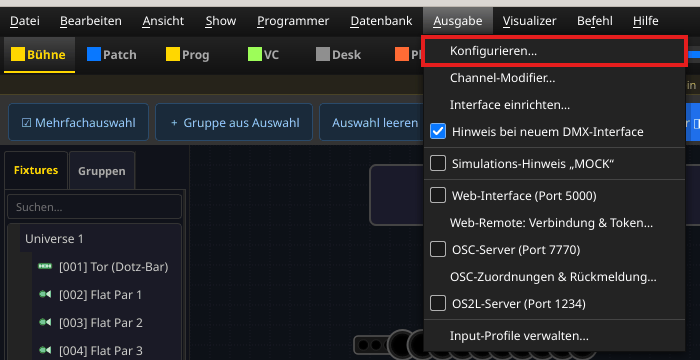 Datei Bearbeiten Ansicht Show Programmer Datenbank Ausgabe Visualizer Befehl Hilfe
Bühne Patch Prog VC Desk
Konfigurieren...
Channel-Modifier...
Interface einrichten...
Hinweis bei neuem DMX-Interface
Simulations-Hinweis „MOCK“
Web-Interface (Port 5000)
Web-Remote: Verbindung & Token...
OSC-Server (Port 7770)
OSC-Zuordnungen & Rückmeldung...
OS2L-Server (Port 1234)
Input-Profile verwalten...
in
☑ Mehrfachauswahl + Gruppe aus Auswahl Auswahl leeren
Fixtures Gruppen
Suchen...
Universe 1
[001] Tor (Dotz-Bar)
[002] Flat Par 1
[003] Flat Par 2
[004] Flat Par 3